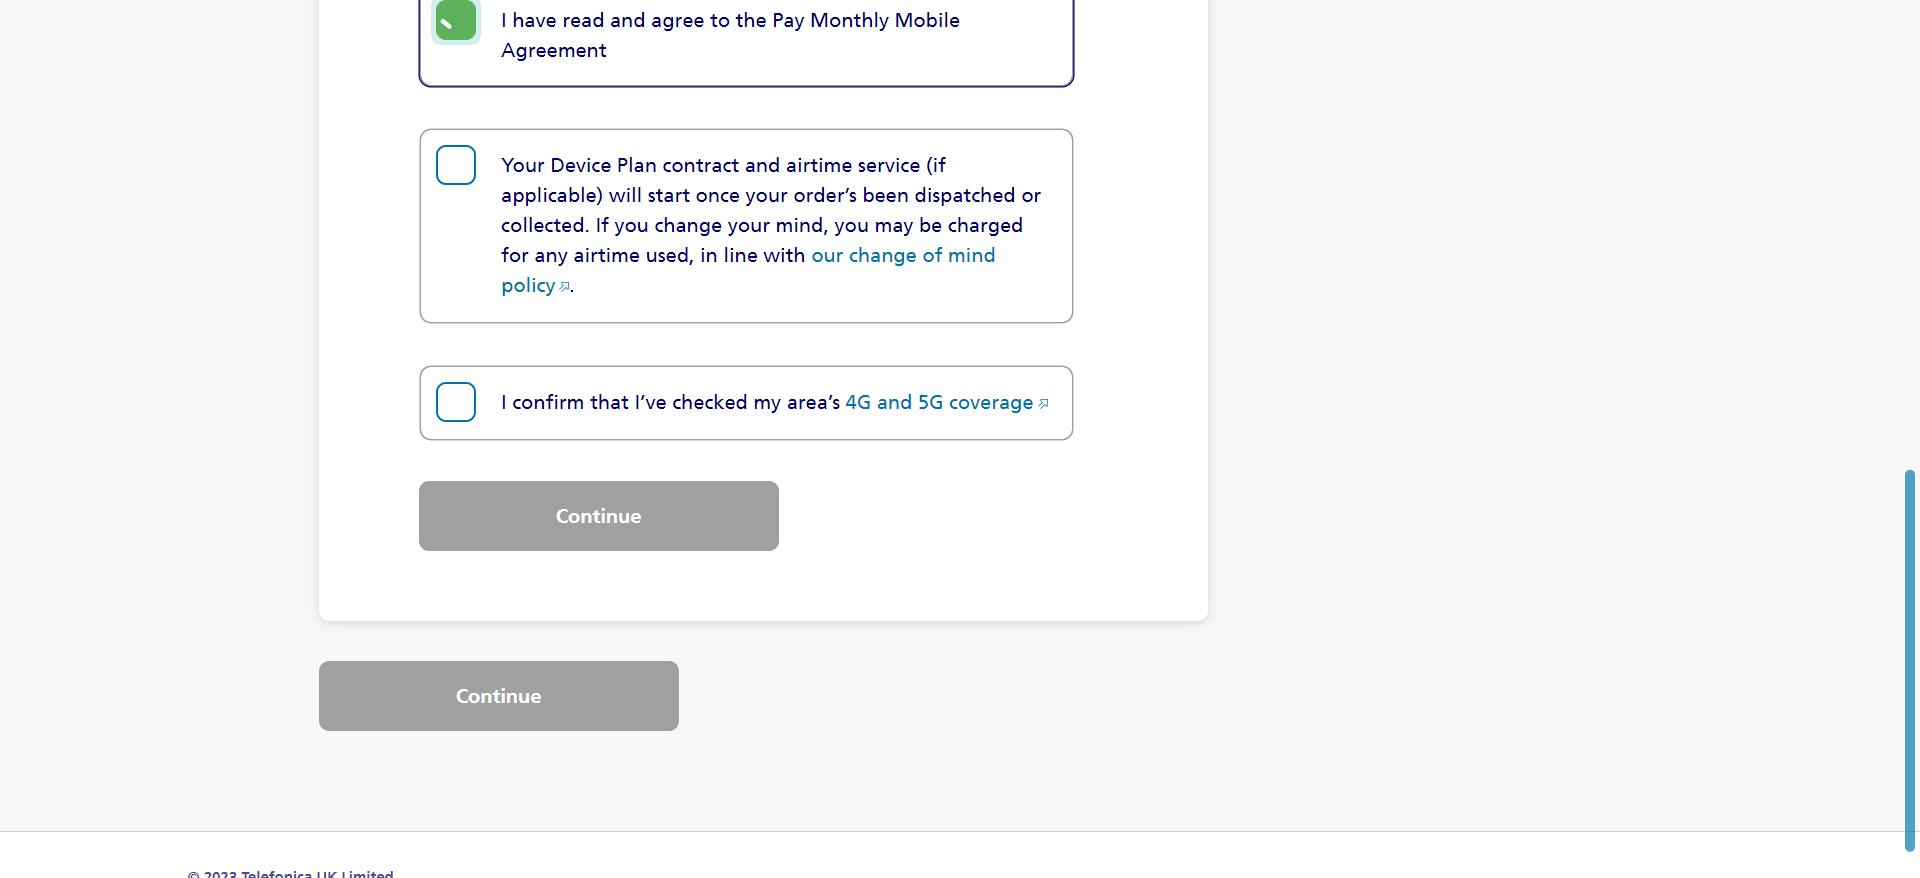 I have read and agree to the Pay Monthly Mobile
Agreement
Your Device Plan contract and airtime service (if
applicable) will start once your order’s been dispatched or
collected. If you change your mind, you may be charged
for any airtime used, in line with our change of mind
policy.
I confirm that I’ve checked my area’s 4G and 5G coverage
Continue
Continue
© 2023 Telefonica UK Limited